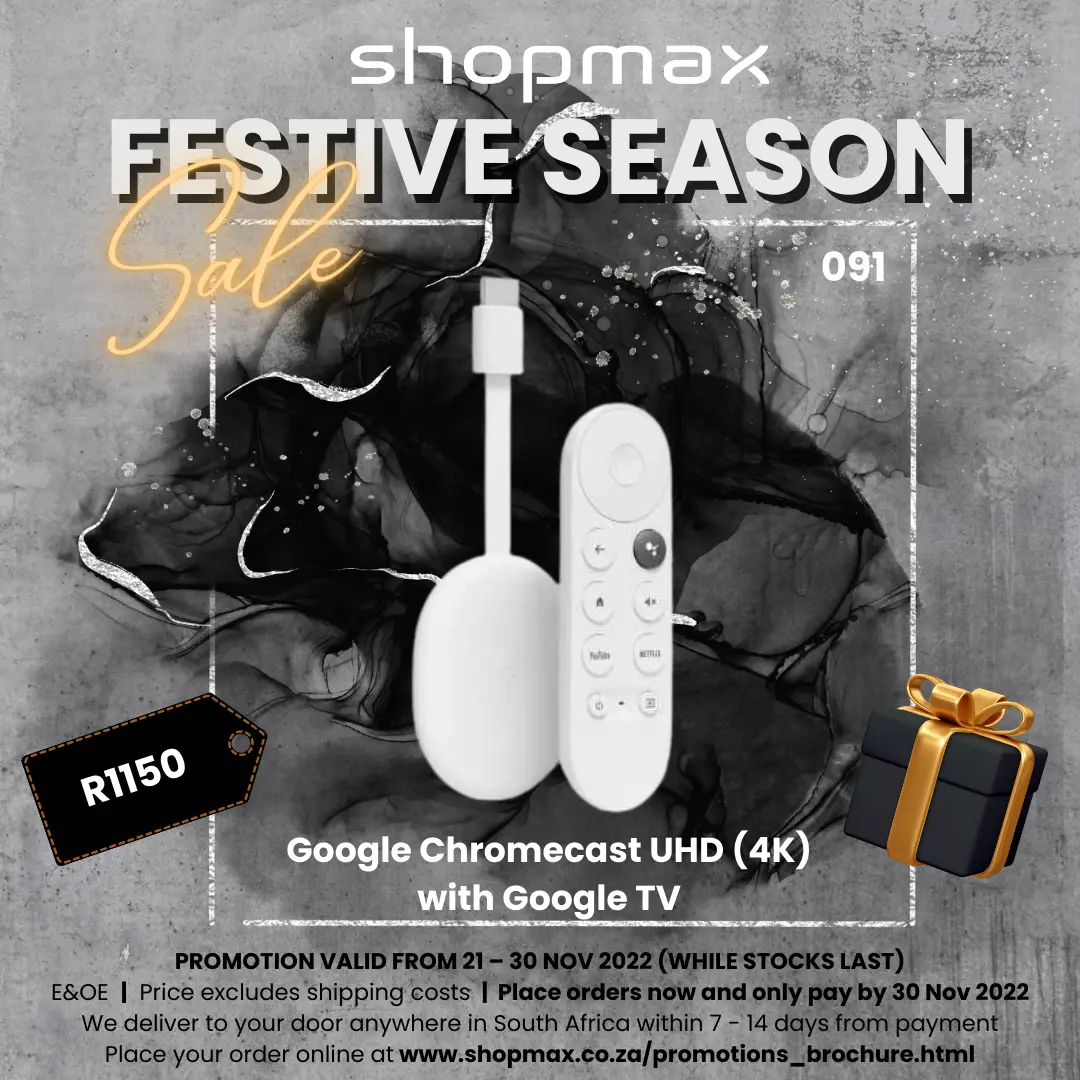 shopmax
FESTIVE SEASON
Sale
091
YouTube
NETFLIX
R1150
Google Chromecast UHD (4K)
with Google TV
PROMOTION VALID FROM 21 – 30 NOV 2022 (WHILE STOCKS LAST)
E&OE | Price excludes shipping costs | Place orders now and only pay by 30 Nov 2022
We deliver to your door anywhere in South Africa within 7 - 14 days from payment
Place your order online at www.shopmax.co.za/promotions_brochure.html